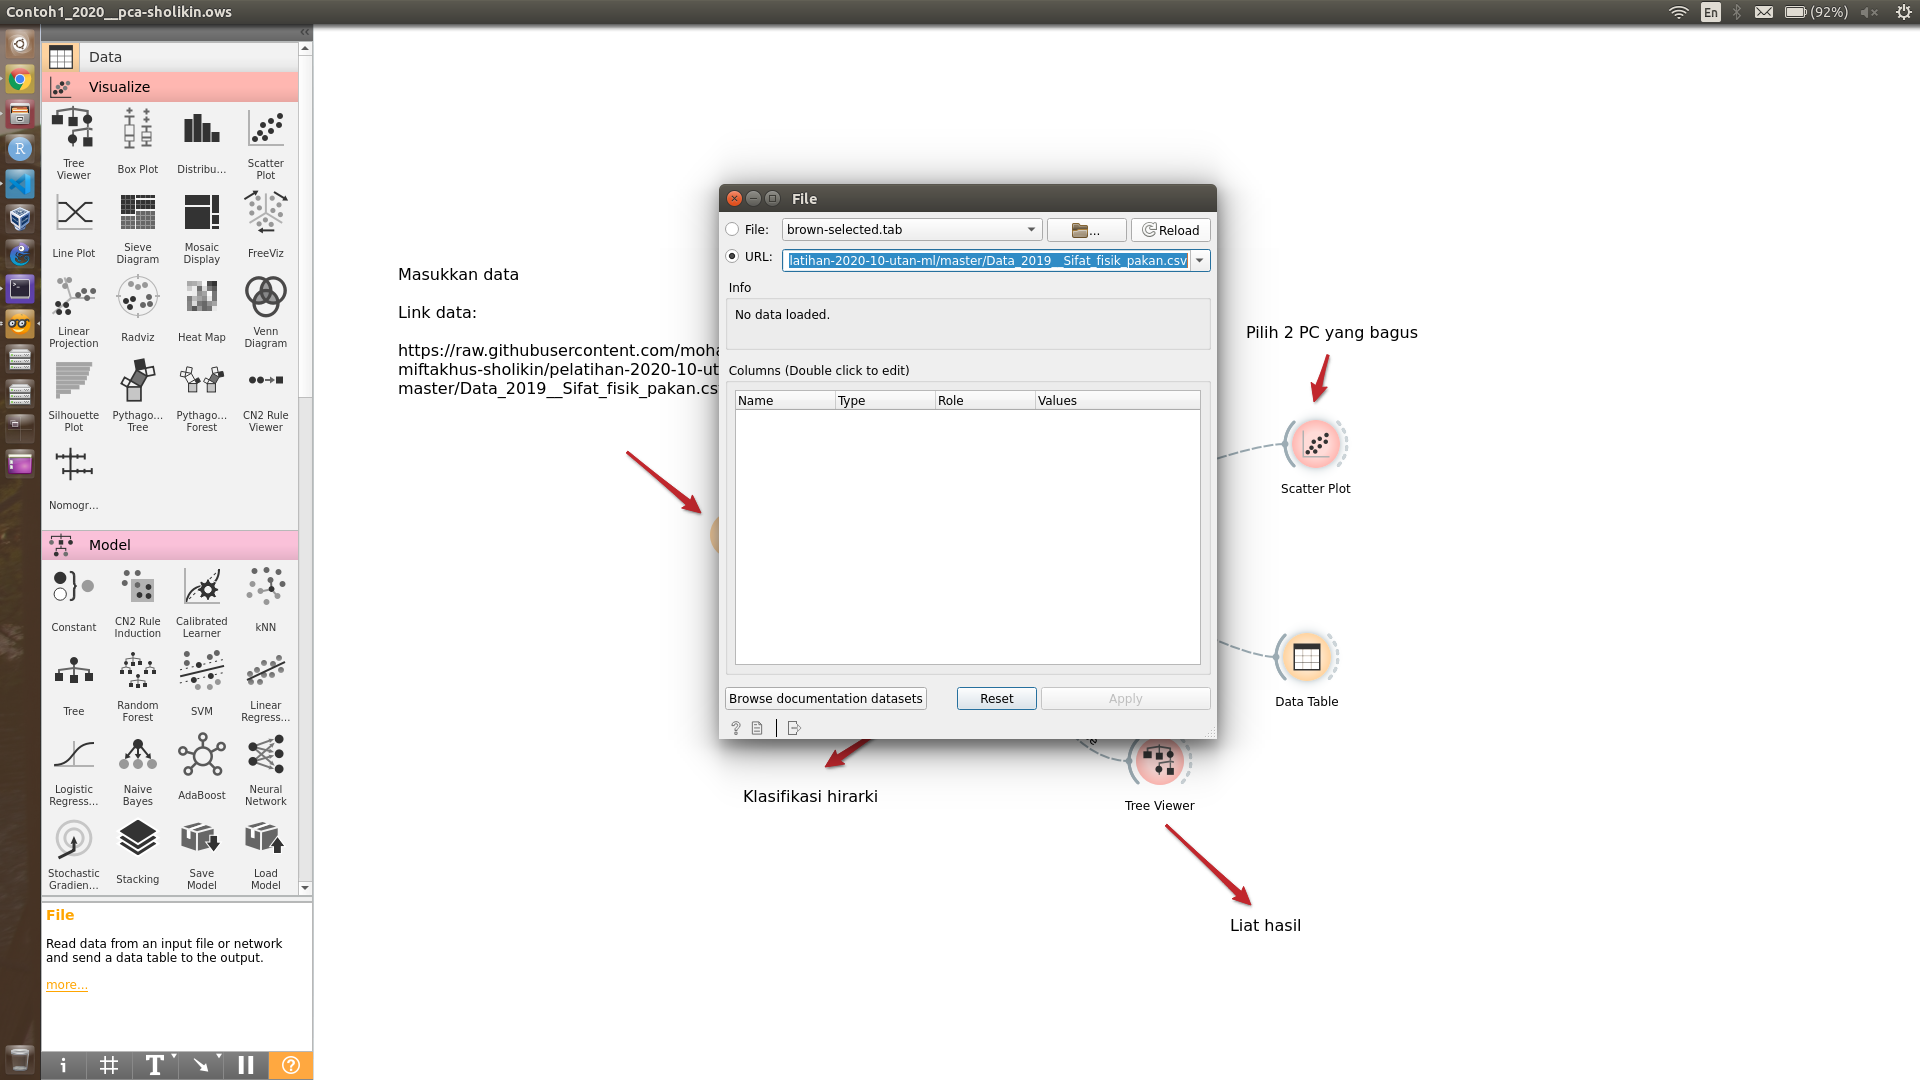 Contoh1_2020__pca-sholikin.ows
En
(92%)
Data
Visualize
Tree
Viewer
Box Plot
Distribu...
Scatter
Plot
Line Plot
Sieve
Diagram
Mosaic
Display
FreeViz
Linear
Projection
Radviz
Heat Map
Venn
Diagram
Silhouette
Plot
Pythago...
Tree
Pythago...
Forest
CN2 Rule
Viewer
Nomogr...
Model
Constant
CN2 Rule
Induction
Calibrated
Learner
kNN
Tree
Random
Forest
SVM
Linear
Regress...
Logistic
Regress...
Naive
Bayes
AdaBoost
Neural
Network
Stochastic
Gradien...
Stacking
Save
Model
Load
Model
File
Read data from an input file or network
and send a data table to the output.
more...
Masukkan data
Link data:
https://raw.githubusercontent.com/moha
miftakhus-sholikin/pelatihan-2020-10-ut
master/Data_2019__Sifat_fisik_pakan.cs
File
File:
brown-selected.tab
...
Reload
URL:
latihan-2020-10-utan-ml/master/Data_2019__Sifat_fisik_pakan.csv
Info
No data loaded.
Columns (Double click to edit)
Name
Type
Role
Values
Browse documentation datasets
Reset
Apply
Pilih 2 PC yang bagus
Scatter Plot
Data Table
Tree Viewer
Klasifikasi hirarki
Liat hasil